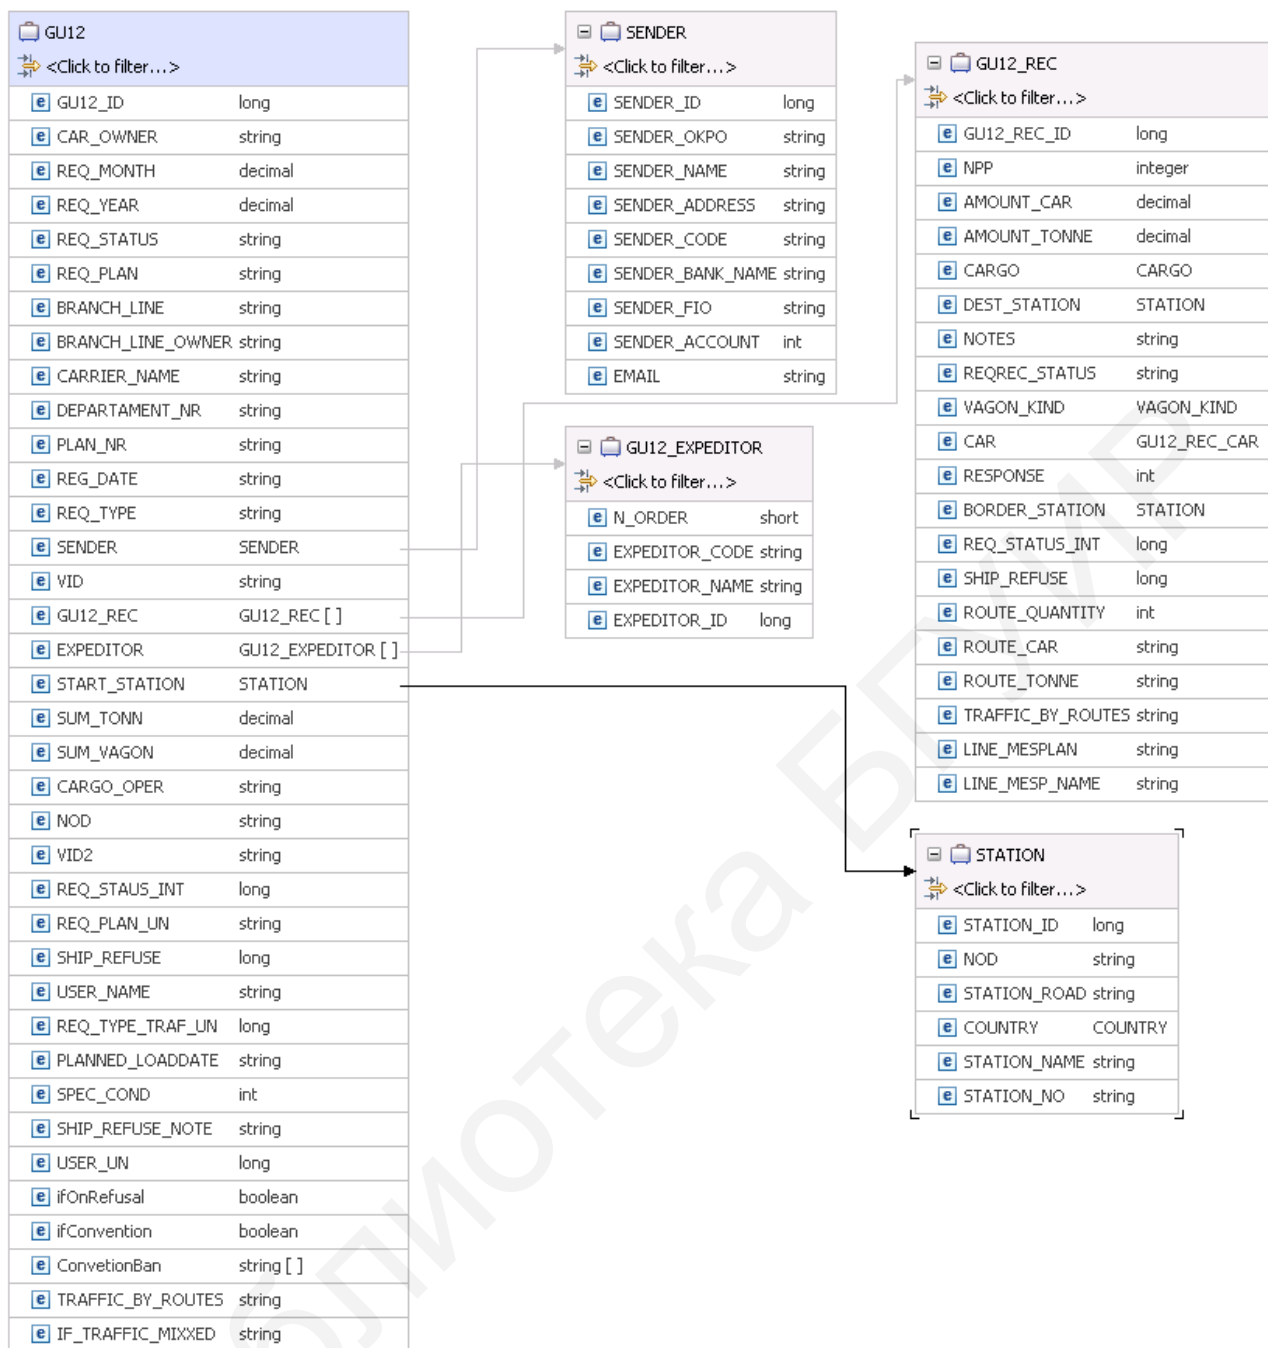 GU12
<Click to filter...>
GU12_ID long
CAR_OWNER string
REQ_MONTH decimal
REQ_YEAR decimal
REQ_STATUS string
REQ_PLAN string
BRANCH_LINE string
BRANCH_LINE_OWNER string
CARRIER_NAME string
DEPARTAMENT_NR string
PLAN_NR string
REG_DATE string
REQ_TYPE string
SENDER SENDER
VID string
GU12_REC GU12_REC [ ]
EXPEDITOR GU12_EXPEDITOR [ ]
START_STATION STATION
SUM_TONN decimal
SUM_VAGON decimal
CARGO_OPER string
NOD string
VID2 string
REQ_STAUS_INT long
REQ_PLAN_UN string
SHIP_REFUSE long
USER_NAME string
REQ_TYPE_TRAF_UN long
PLANNED_LOADDATE string
SPEC_COND int
SHIP_REFUSE_NOTE string
USER_UN long
ifOnRefusal boolean
ifConvention boolean
ConvetionBan string [ ]
TRAFFIC_BY_ROUTES string
IF_TRAFFIC_MIXXED string
SENDER
<Click to filter...>
SENDER_ID long
SENDER_OKPO string
SENDER_NAME string
SENDER_ADDRESS string
SENDER_CODE string
SENDER_BANK_NAME string
SENDER_FIO string
SENDER_ACCOUNT int
EMAIL string
GU12_EXPEDITOR
<Click to filter...>
N_ORDER short
EXPEDITOR_CODE string
EXPEDITOR_NAME string
EXPEDITOR_ID long
GU12_REC
<Click to filter...>
GU12_REC_ID long
NPP integer
AMOUNT_CAR decimal
AMOUNT_TONNE decimal
CARGO CARGO
DEST_STATION STATION
NOTES string
REQREC_STATUS string
VAGON_KIND VAGON_KIND
CAR GU12_REC_CAR
RESPONSE int
BORDER_STATION STATION
REQ_STATUS_INT long
SHIP_REFUSE long
ROUTE_QUANTITY int
ROUTE_CAR string
ROUTE_TONNE string
TRAFFIC_BY_ROUTES string
LINE_MESPLAN string
LINE_MESP_NAME string
STATION
<Click to filter...>
STATION_ID long
NOD string
STATION_ROAD string
COUNTRY COUNTRY
STATION_NAME string
STATION_NO string
блиотека БГУИР